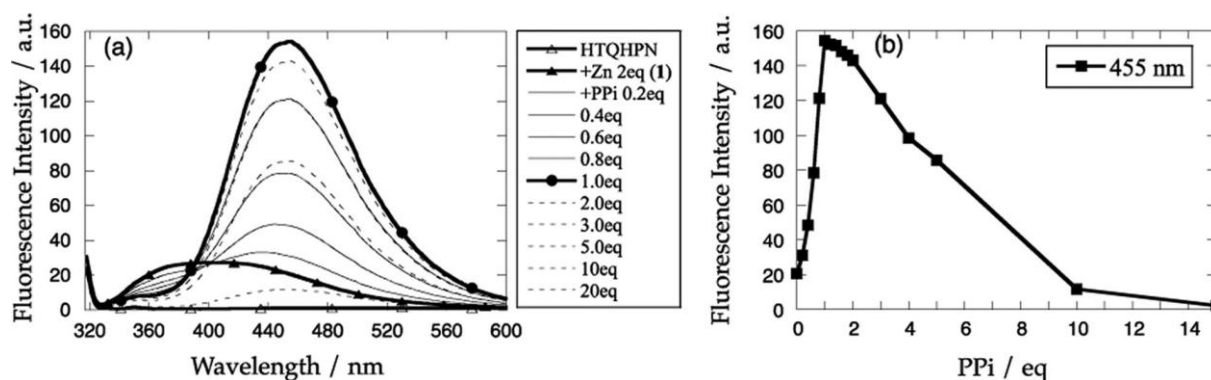 (a)
Fluorescence Intensity / a.u.
160
140
120
100
80
60
40
20
0
320 360 400 440 480 520 560 600
Wavelength / nm
HTQHPN
+Zn 2eq (1)
+PPi 0.2eq
0.4eq
0.6eq
0.8eq
1.0eq
2.0eq
3.0eq
5.0eq
10eq
20eq
(b)
455 nm
Fluorescence Intensity / a.u.
160
140
120
100
80
60
40
20
0
0 2 4 6 8 10 12 14
PPi / eq